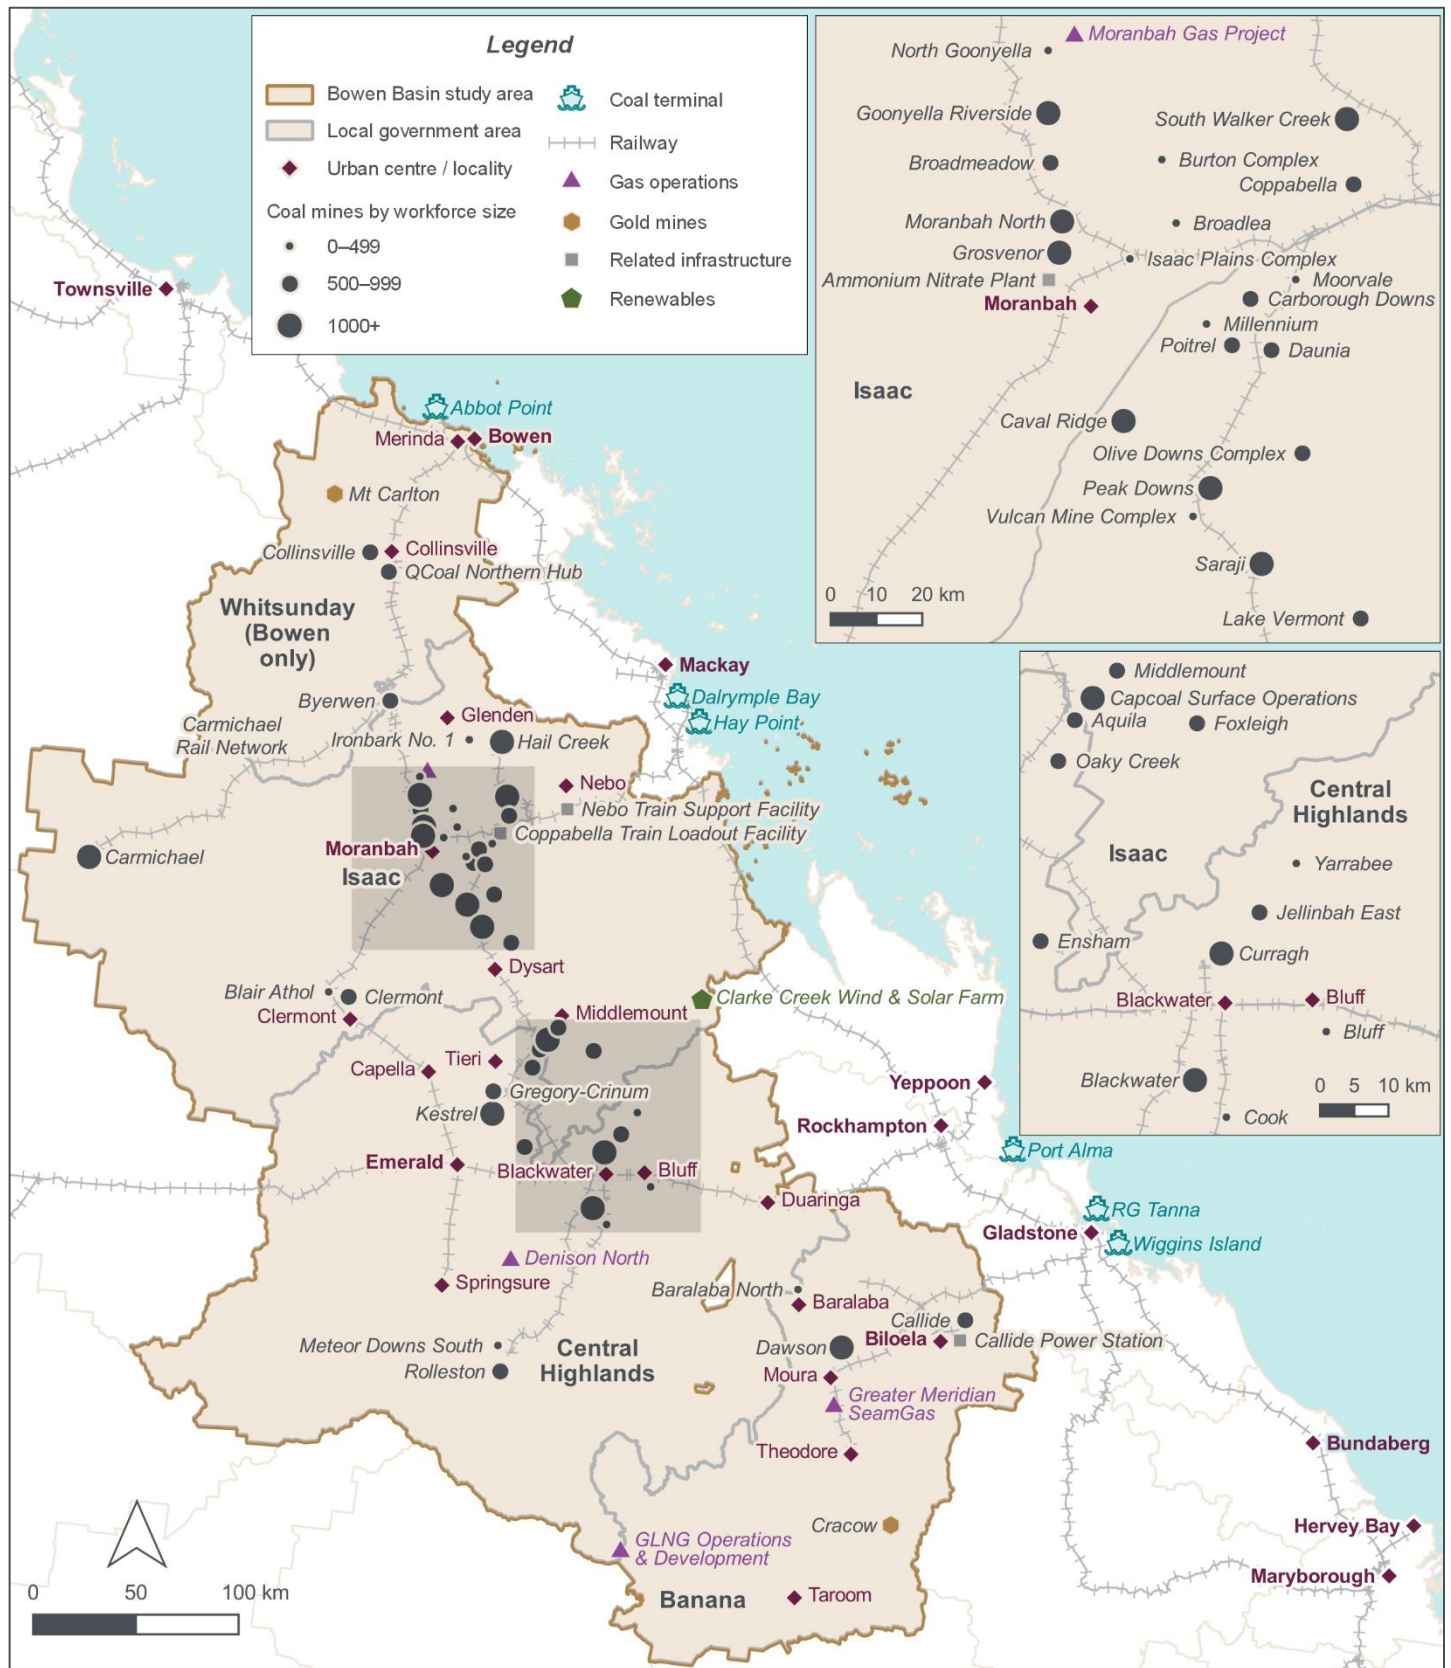 Legend
Bowen Basin study area
Local government area
Urban centre / locality
Coal mines by workforce size
0–499
500–999
1000+
Coal terminal
Railway
Gas operations
Gold mines
Related infrastructure
Renewables
Moranbah Gas Project
North Goonyella
Goonyella Riverside
South Walker Creek
Broadmeadow
Burton Complex
Coppabella
Moranbah North
Broadlea
Grosvenor
Isaac Plains Complex
Ammonium Nitrate Plant
Moorvale
Moranbah
Carborough Downs
Millennium
Poitrel
Daunia
Isaac
Caval Ridge
Olive Downs Complex
Peak Downs
Vulcan Mine Complex
Saraji
0 10 20 km
Lake Vermont
Middlemount
Capcoal Surface Operations
Aquila
Foxleigh
Oaky Creek
Central
Highlands
Isaac
Yarrabee
Jellinbah East
Ensham
Curragh
Blackwater
Bluff
Bluff
Blackwater
0 5 10 km
Cook
Townsville
Abbot Point
Merinda
Bowen
Mt Carlton
Collinsville
Collinsville
QCoal Northern Hub
Whitsunday
(Bowen
only)
Mackay
Dalrymple Bay
Hay Point
Byerwen
Glenden
Carmichael
Rail Network
Ironbark No. 1
Hail Creek
Nebo
Nebo Train Support Facility
Coppabella Train Loadout Facility
Moranbah
Carmichael
Isaac
Dysart
Blair Athol
Clermont
Clermont
Clarke Creek Wind & Solar Farm
Middlemount
Tieri
Capella
Gregory-Crinum
Kestrel
Yeppoon
Rockhampton
Port Alma
Emerald
Blackwater
Bluff
Duaringa
RG Tanna
Gladstone
Wiggins Island
Denison North
Springsure
Baralaba North
Baralaba
Callide
Meteor Downs South
Central
Highlands
Dawson
Biloela
Callide Power Station
Rolleston
Moura
Greater Meridian
SeamGas
Theodore
Bundaberg
Cracow
Hervey Bay
GLNG Operations
& Development
Maryborough
Banana
Taroom
0 50 100 km